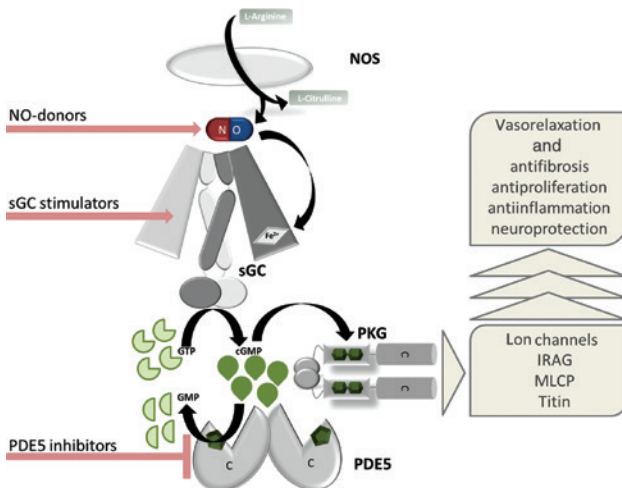 L-Arginine
NOS
L-Citrulline
NO-donors
N O
sGC stimulators
Fe²⁺
sGC
GTP
cGMP
PKG
GMP
PDE5 inhibitors
C
C
PDE5
C
C
Lon channels
IRAG
MLCP
Titin
Vasorelaxation
and
antifibrosis
antiproliferation
antiinflammation
neuroprotection